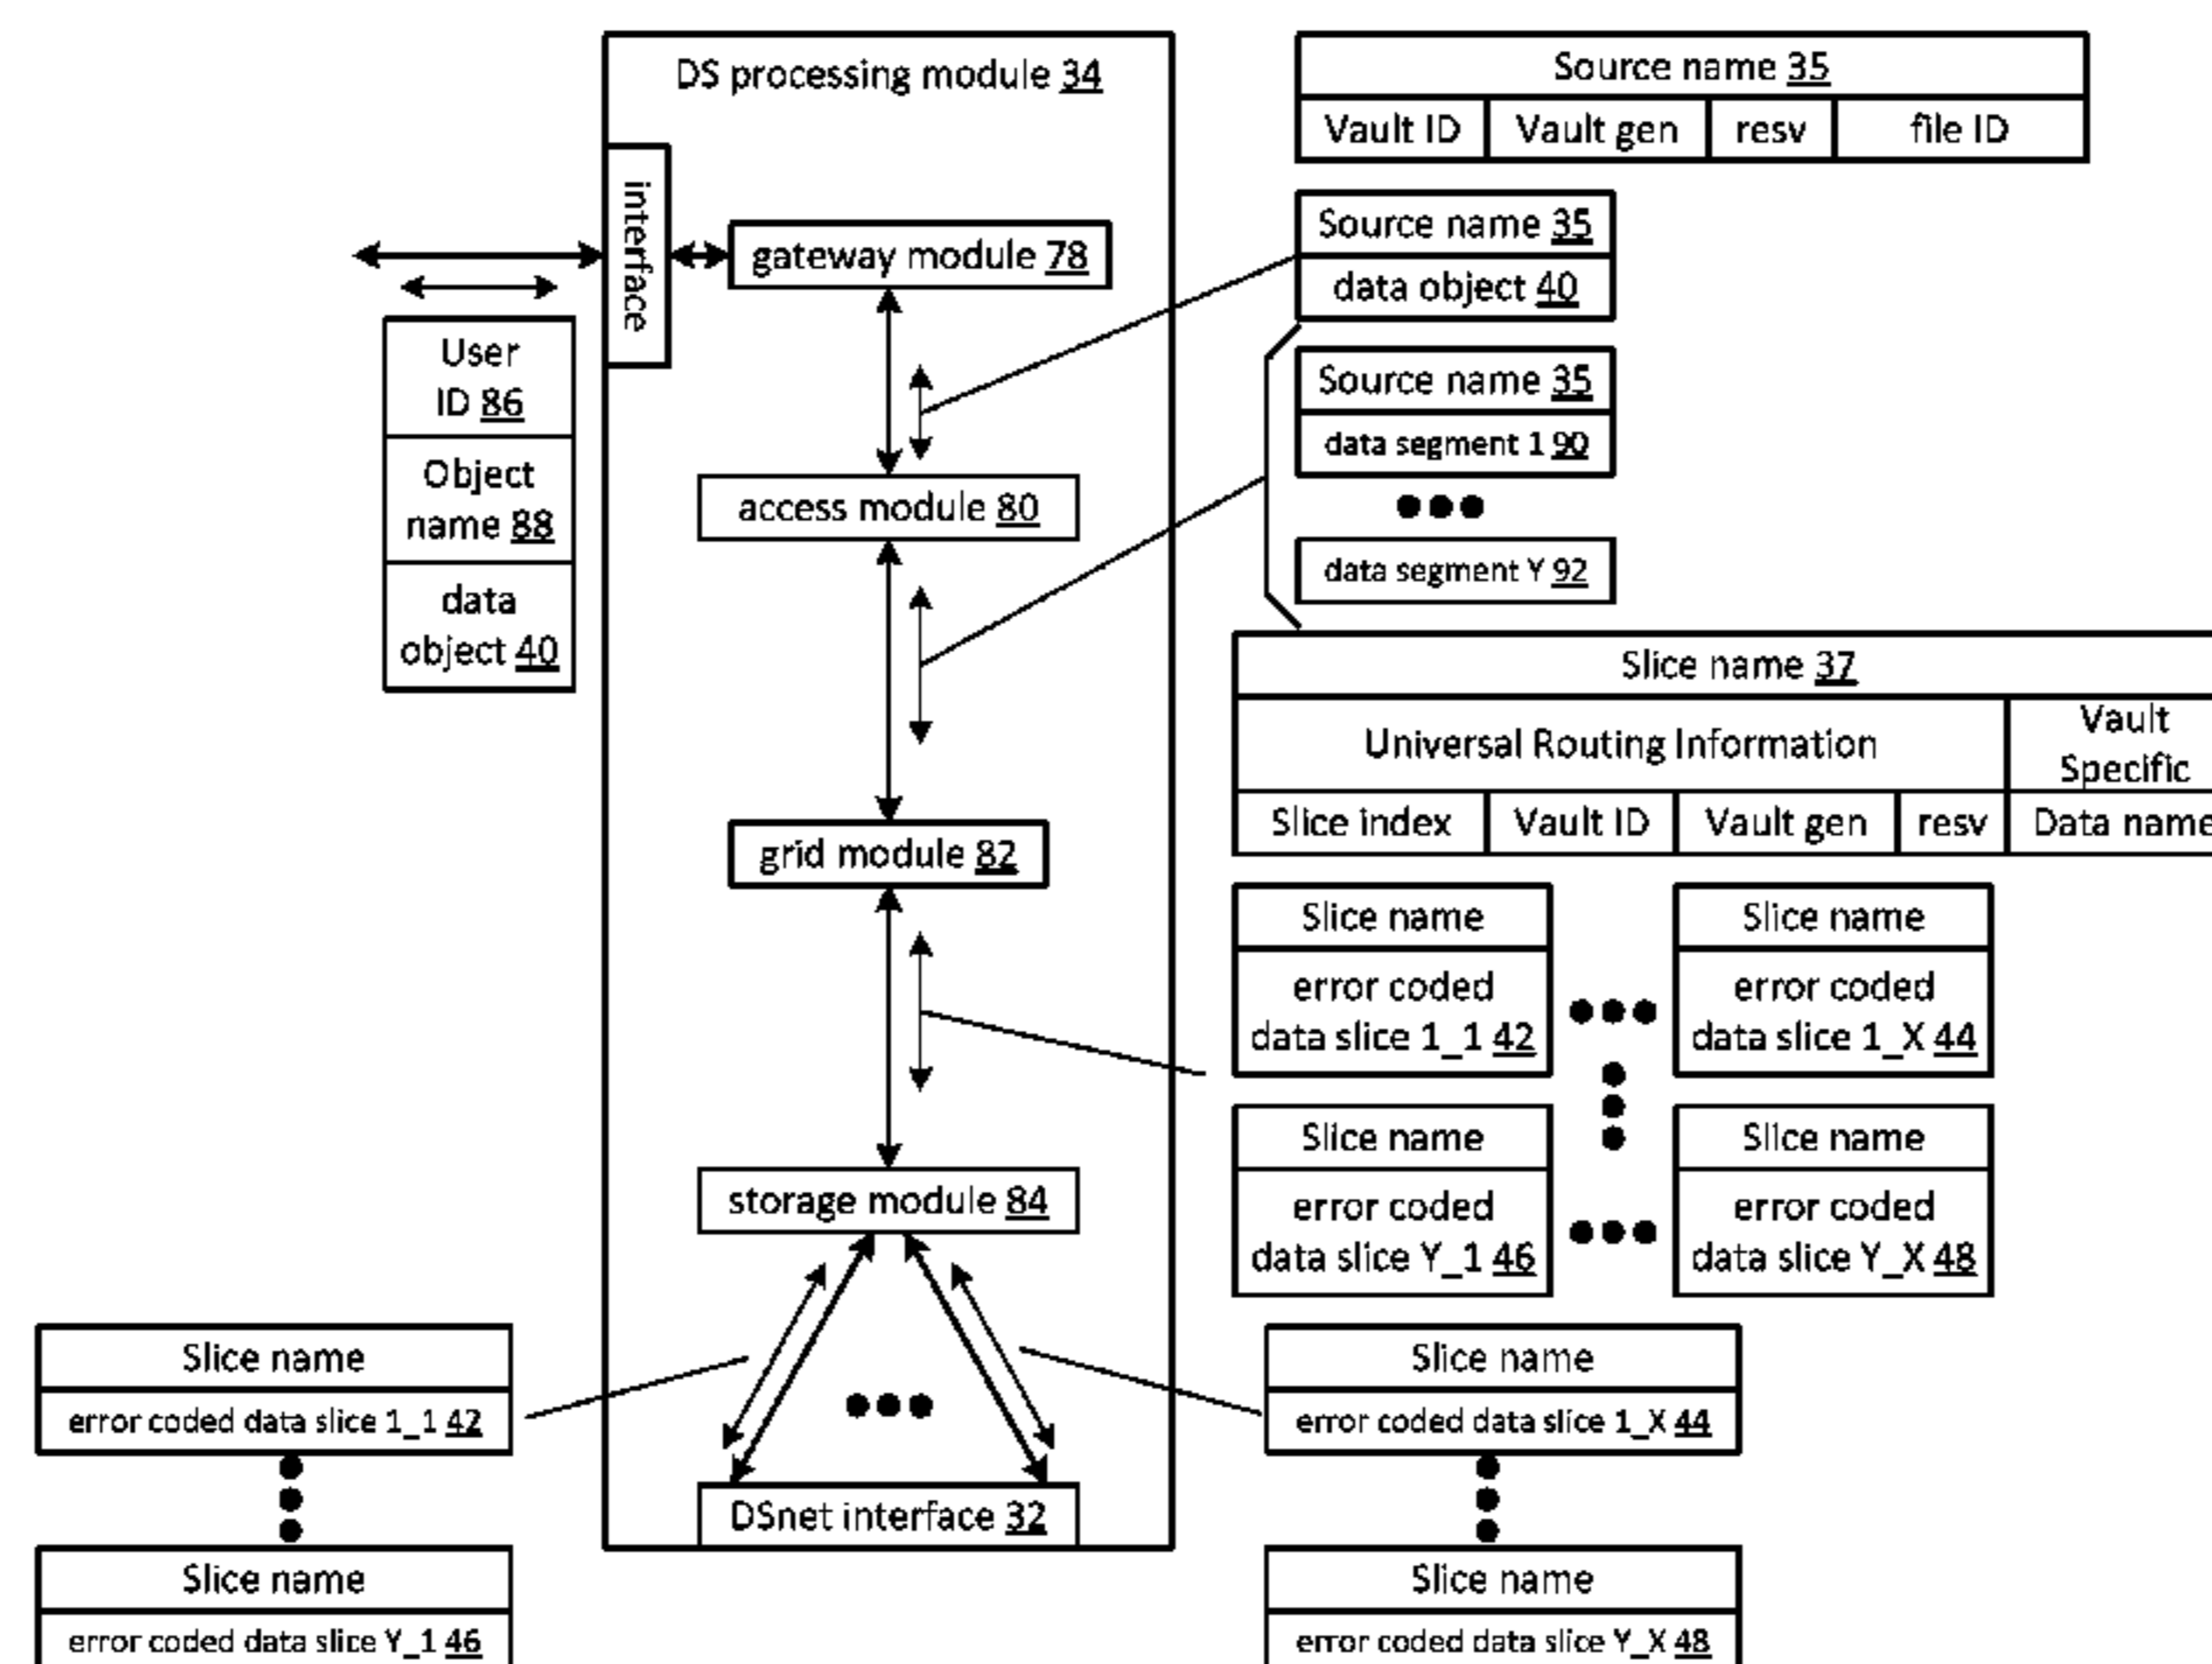 DS processing module 34
interface
gateway module 78
access module 80
grid module 82
storage module 84
DSnet interface 32
User
ID 86
Object
name 88
data
object 40
Source name 35
Vault ID Vault gen resv file ID
Source name 35
data object 40
Source name 35
data segment 1 90
data segment Y 92
Slice name 37
Universal Routing Information
Vault
Specific
Slice index Vault ID Vault gen resv Data name
Slice name
error coded
data slice 1_1 42
Slice name
error coded
data slice 1_X 44
Slice name
error coded
data slice Y_1 46
Slice name
error coded
data slice Y_X 48
Slice name
error coded data slice 1_1 42
Slice name
error coded data slice Y_1 46
Slice name
error coded data slice 1_X 44
Slice name
error coded data slice Y_X 48